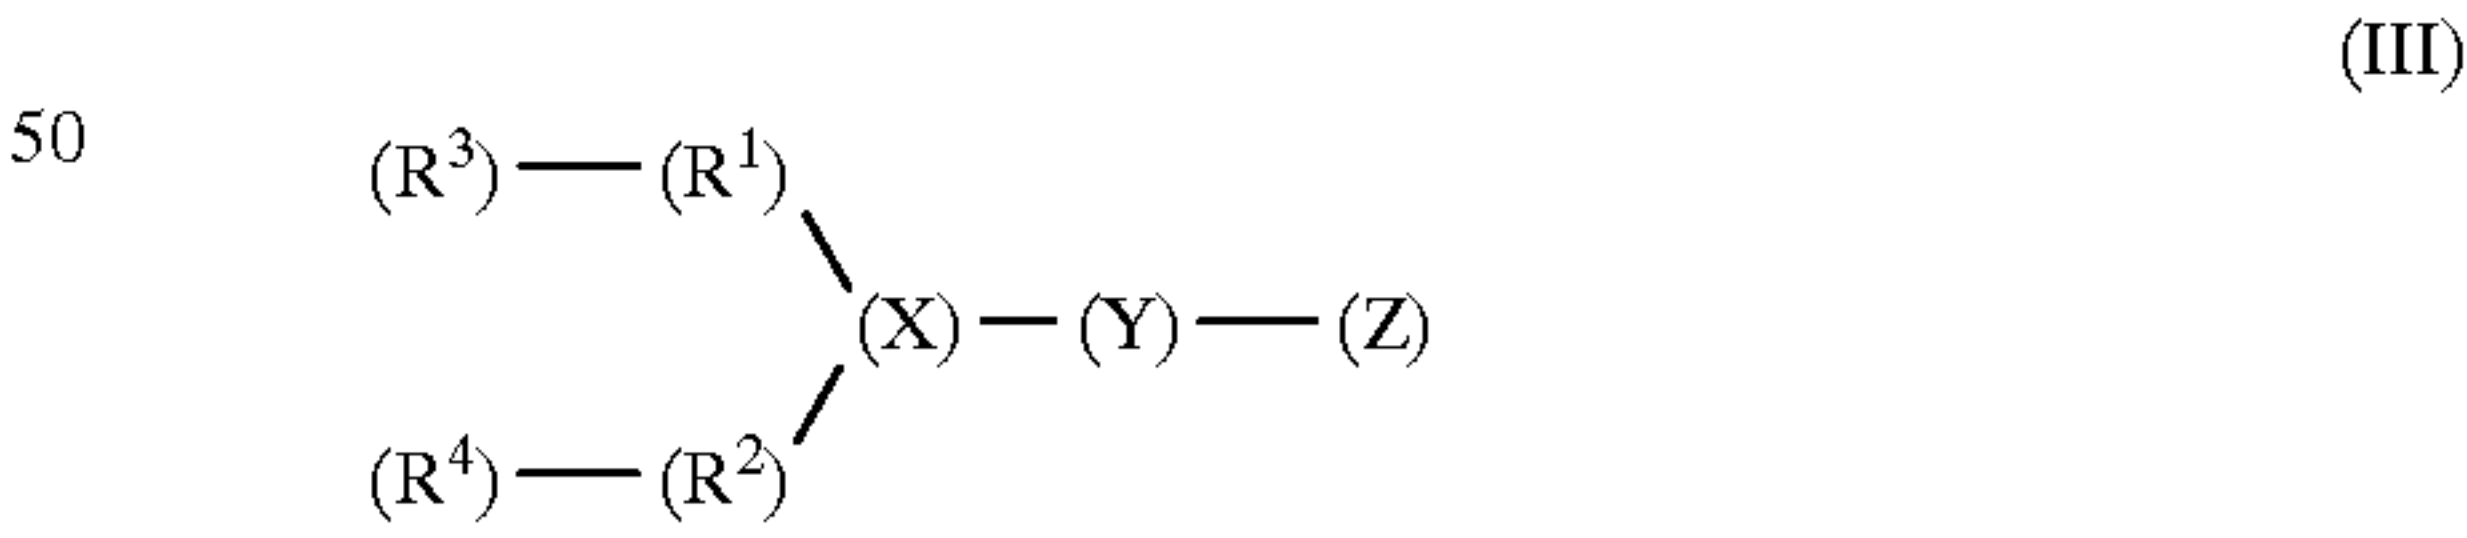 (III)
50
(R³) — (R¹)
(X) — (Y) — (Z)
(R⁴) — (R²)